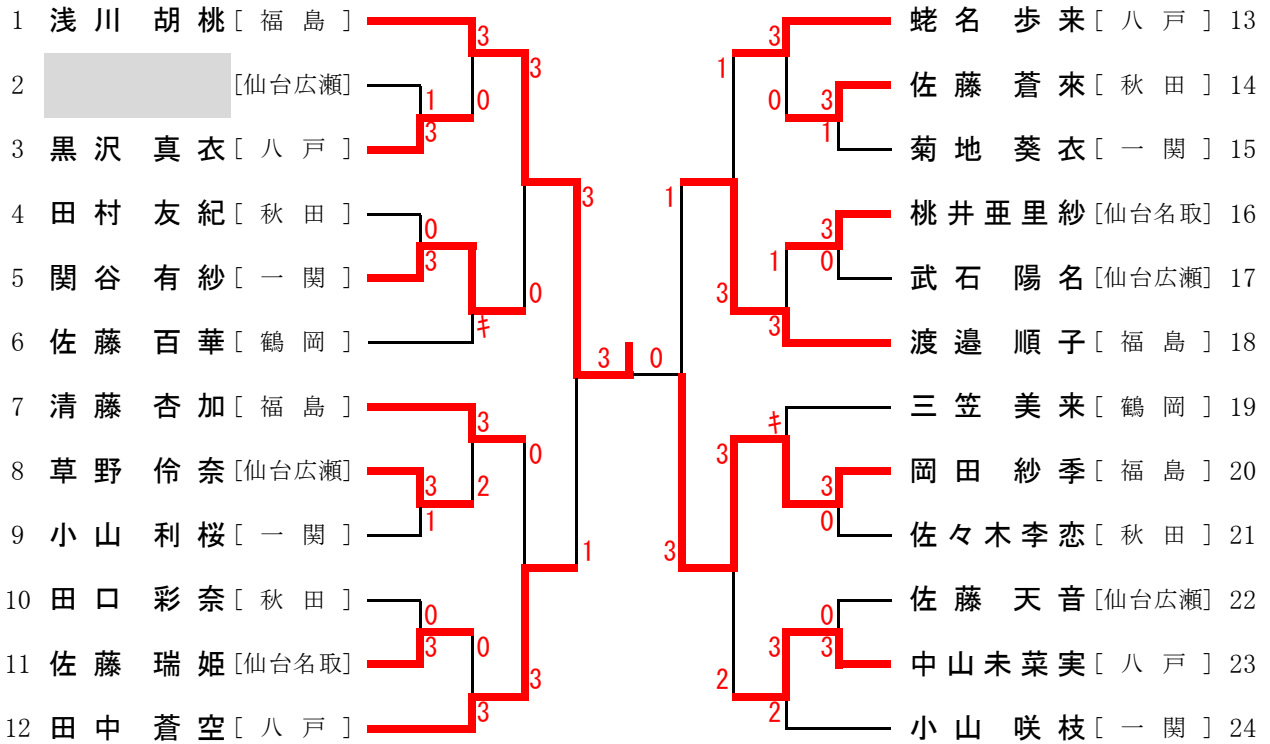 1 浅川 胡桃 [福島]
2 [仙台広瀬]
3 黒沢 真衣 [八戸]
4 田村 友紀 [秋田]
5 関谷 有紗 [一関]
6 佐藤 百華 [鶴岡]
7 清藤 杏加 [福島]
8 草野 伶奈 [仙台広瀬]
9 小山 利桜 [一関]
10 田口 彩奈 [秋田]
11 佐藤 瑞姫 [仙台名取]
12 田中 蒼空 [八戸]
3
1 0
3
0
3
キ
3
3 2
1
0
3 0
3
3
0
0
3
3
1
3 0
1
3
1
3
3
2
3
0 3
1
3
1 0
3
キ
3
0
0
3 3
2
蛯名 歩来 [八戸] 13
佐藤 蒼來 [秋田] 14
菊地 葵衣 [一関] 15
桃井亜里紗 [仙台名取] 16
武石 陽名 [仙台広瀬] 17
渡邉 順子 [福島] 18
三笠 美来 [鶴岡] 19
岡田 紗季 [福島] 20
佐々木李恋 [秋田] 21
佐藤 天音 [仙台広瀬] 22
中山未菜実 [八戸] 23
小山 咲枝 [一関] 24